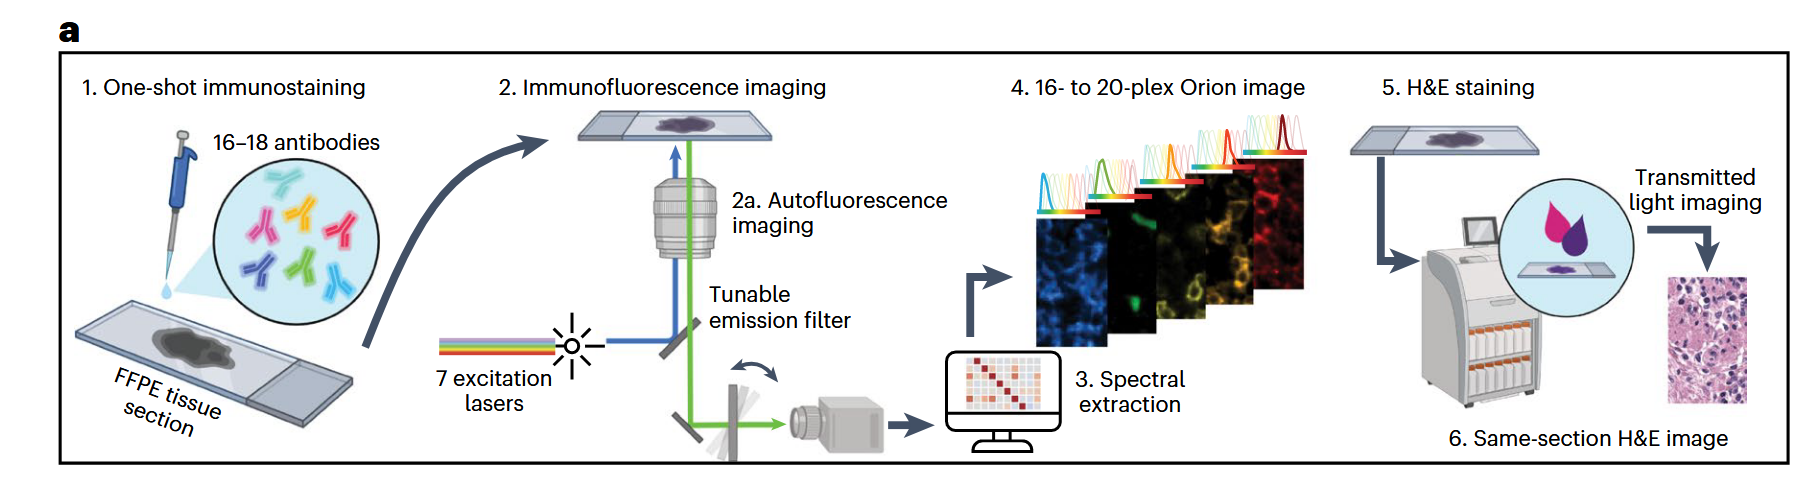 a
1. One-shot immunostaining
16–18 antibodies
FFPE tissue
section
2. Immunofluorescence imaging
2a. Autofluorescence
imaging
Tunable
emission filter
7 excitation
lasers
3. Spectral
extraction
4. 16- to 20-plex Orion image
5. H&E staining
Transmitted
light imaging
6. Same-section H&E image